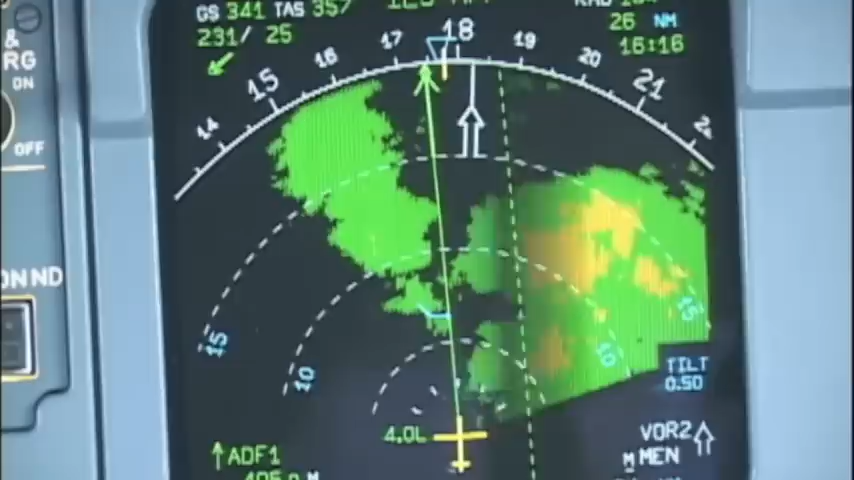 GS 341 TAS 357
26 NM
231/ 25
16:16
&
RG
ON
OFF
14 15 16 17 18 19 20 21
15
10
15
10
TILT
0.50
ON ND
4.0L
VOR2
M MEN
ADF1